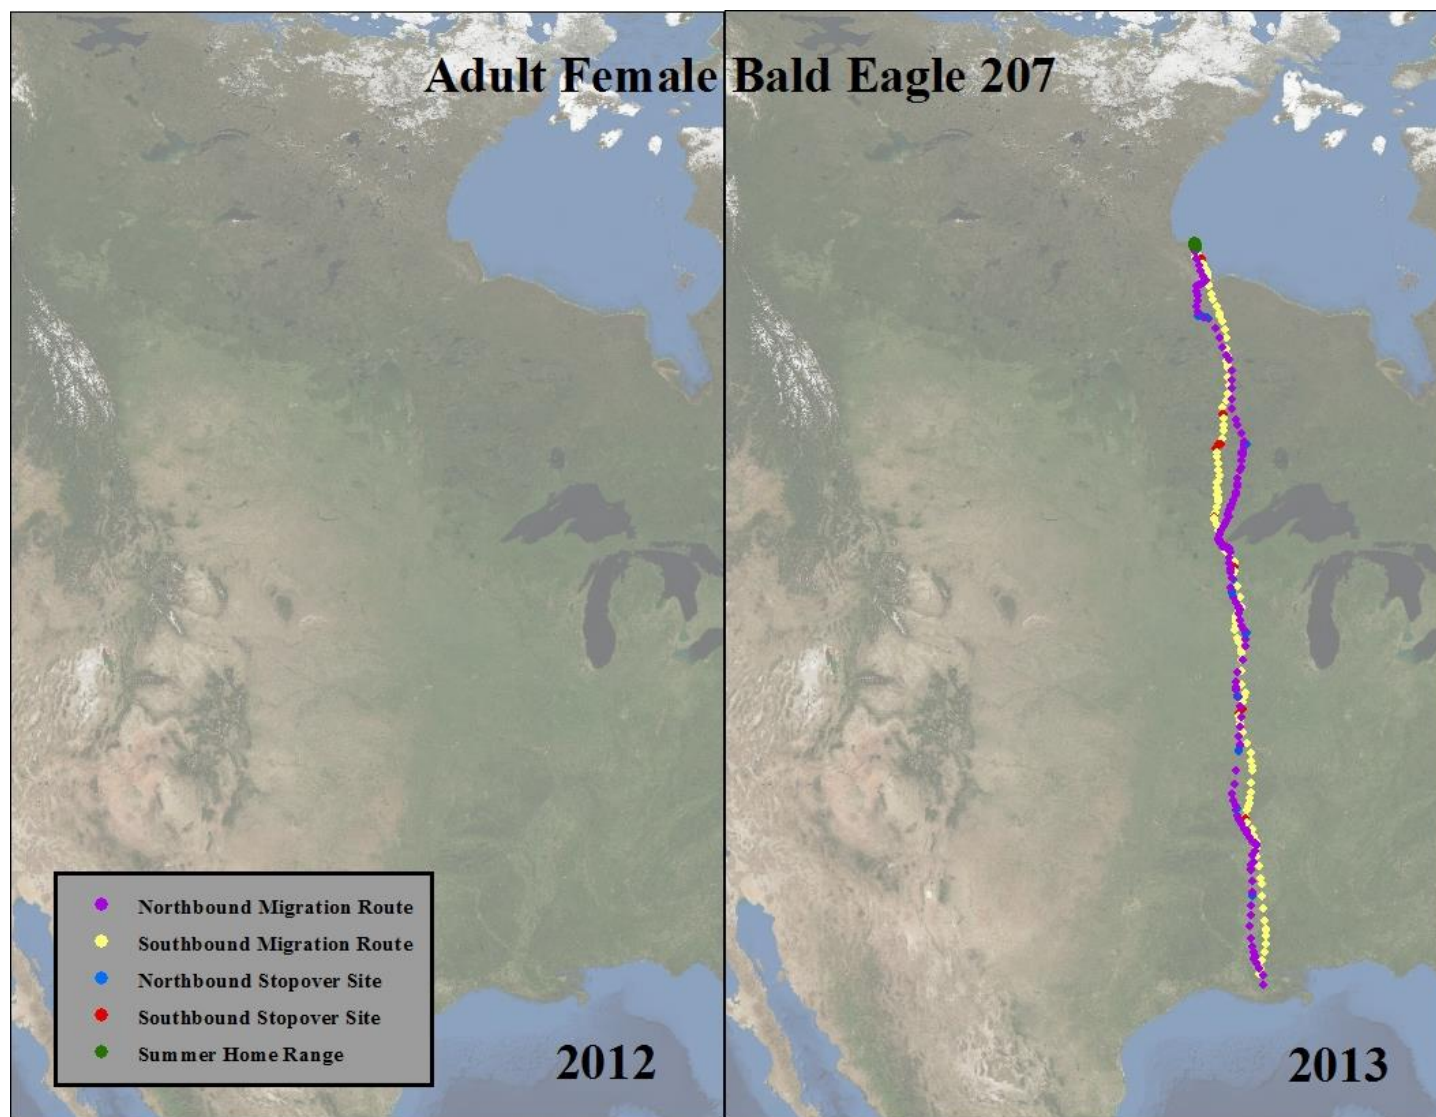 Adult Female Bald Eagle 207
Northbound Migration Route
Southbound Migration Route
Northbound Stopover Site
Southbound Stopover Site
Summer Home Range
2012
2013